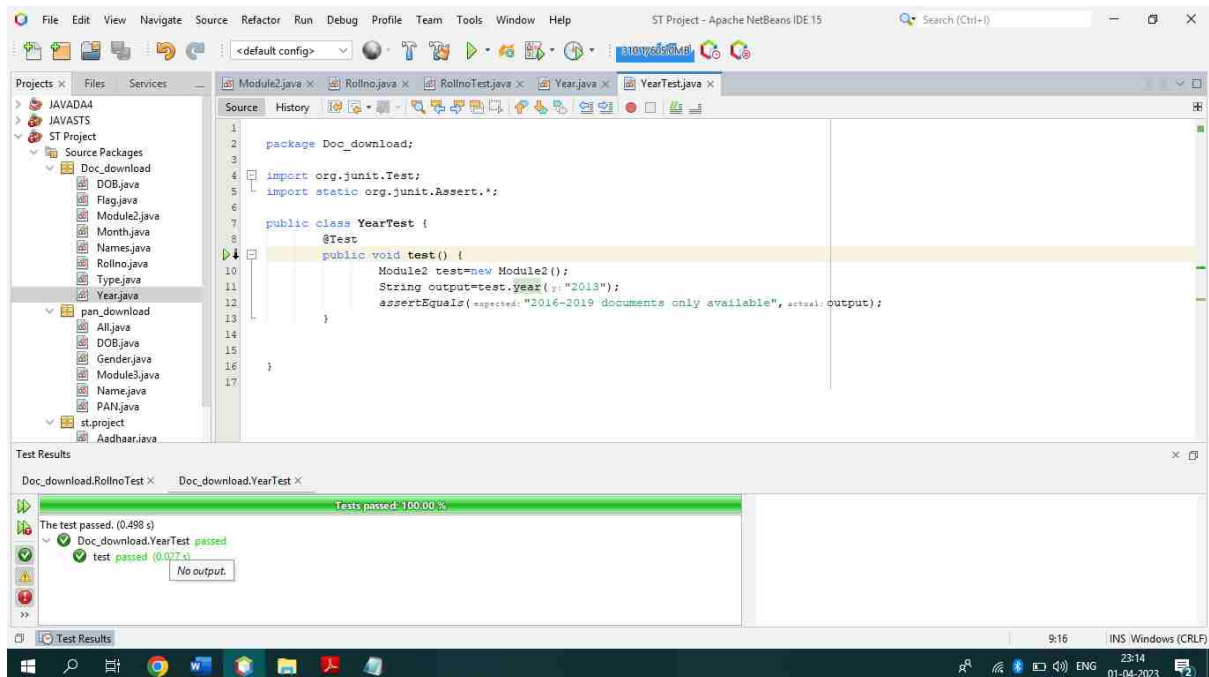 File Edit View Navigate Source Refactor Run Debug Profile Team Tools Window Help ST Project - Apache NetBeans IDE 15 Search (Ctrl+I)
<default config>
Projects Files Services
Module2.java Rollno.java RollnoTest.java Year.java YearTest.java
Source History
JAVADA4
JAVASTS
ST Project
Source Packages
Doc_download
DOB.java
Flag.java
Module2.java
Month.java
Names.java
Rollno.java
Type.java
Year.java
pan_download
All.java
DOB.java
Gender.java
Module3.java
Name.java
PAN.java
st.project
Aadhaar.java
1
2 package Doc_download;
3
4 import org.junit.Test;
5 import static org.junit.Assert.*;
6
7 public class YearTest {
8 @Test
public void test() {
10 Module2 test=new Module2();
11 String output=test.year( y: "2013");
12 assertEquals( expected: "2016-2019 documents only available", actual: output);
13 }
14
15
16 }
17
Test Results
Doc_download.RollnoTest Doc_download.YearTest
Tests passed: 100.00 %
The test passed. (0.498 s)
Doc_download.YearTest passed
test passed (0.027 s)
No output.
Test Results 9:16 INS Windows (CRLF)
ENG 23:14
01-04-2023